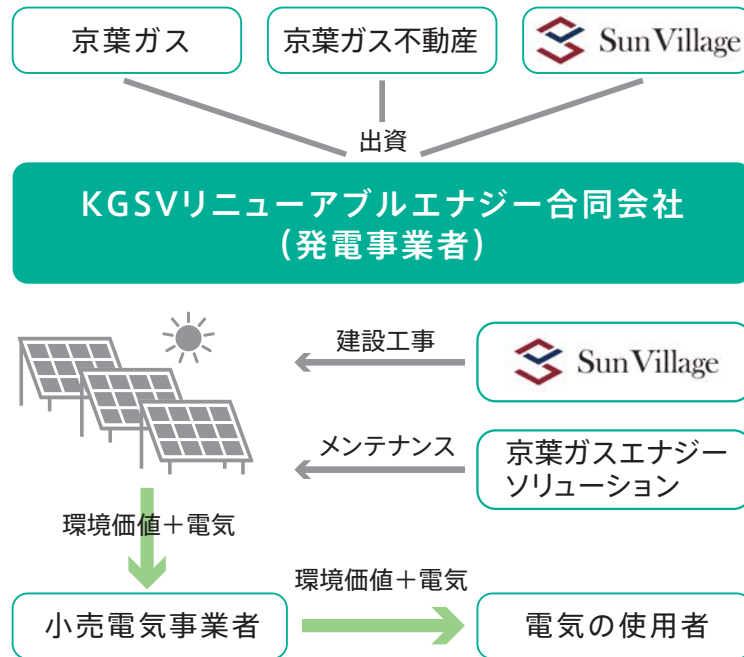 京葉ガス
京葉ガス不動産
Sun Village
出資
KGSVリニューアブルエナジー合同会社
(発電事業者)
建設工事
Sun Village
メンテナンス
京葉ガスエナジー
ソリューション
環境価値＋電気
環境価値＋電気
小売電気事業者
電気の使用者